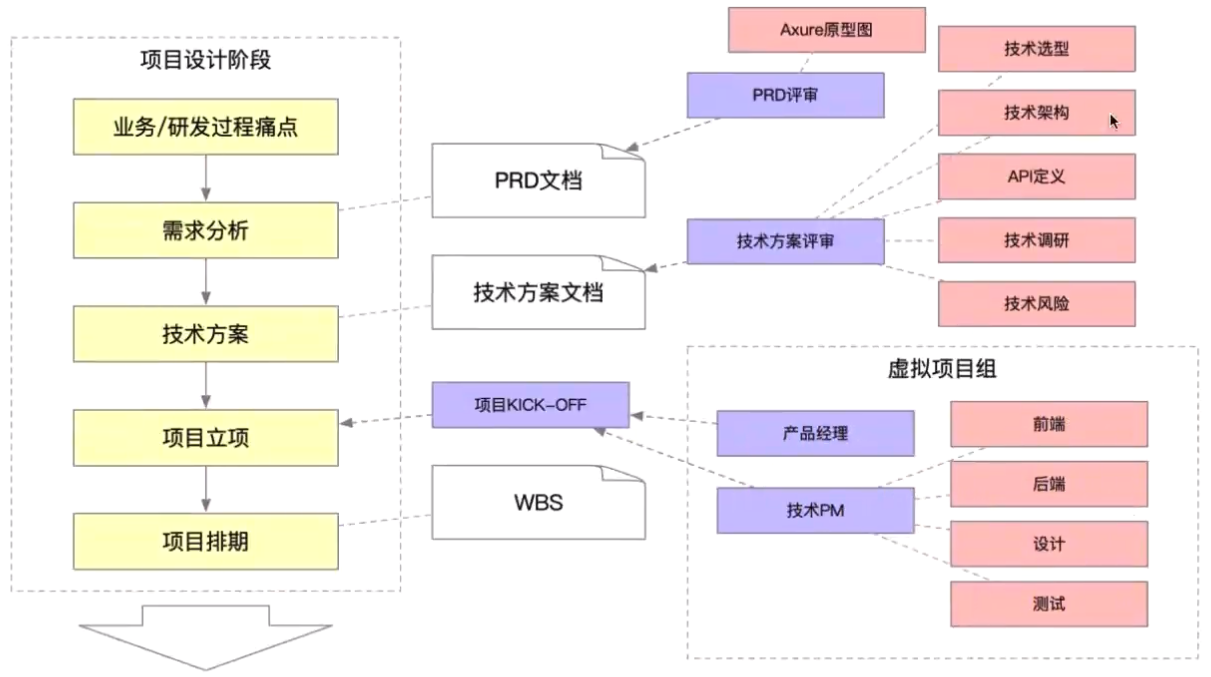 项目设计阶段
业务/研发过程痛点
需求分析
技术方案
项目立项
项目排期
PRD文档
技术方案文档
项目KICK-OFF
WBS
Axure原型图
PRD评审
技术方案评审
技术选型
技术架构
API定义
技术调研
技术风险
虚拟项目组
产品经理
技术PM
前端
后端
设计
测试